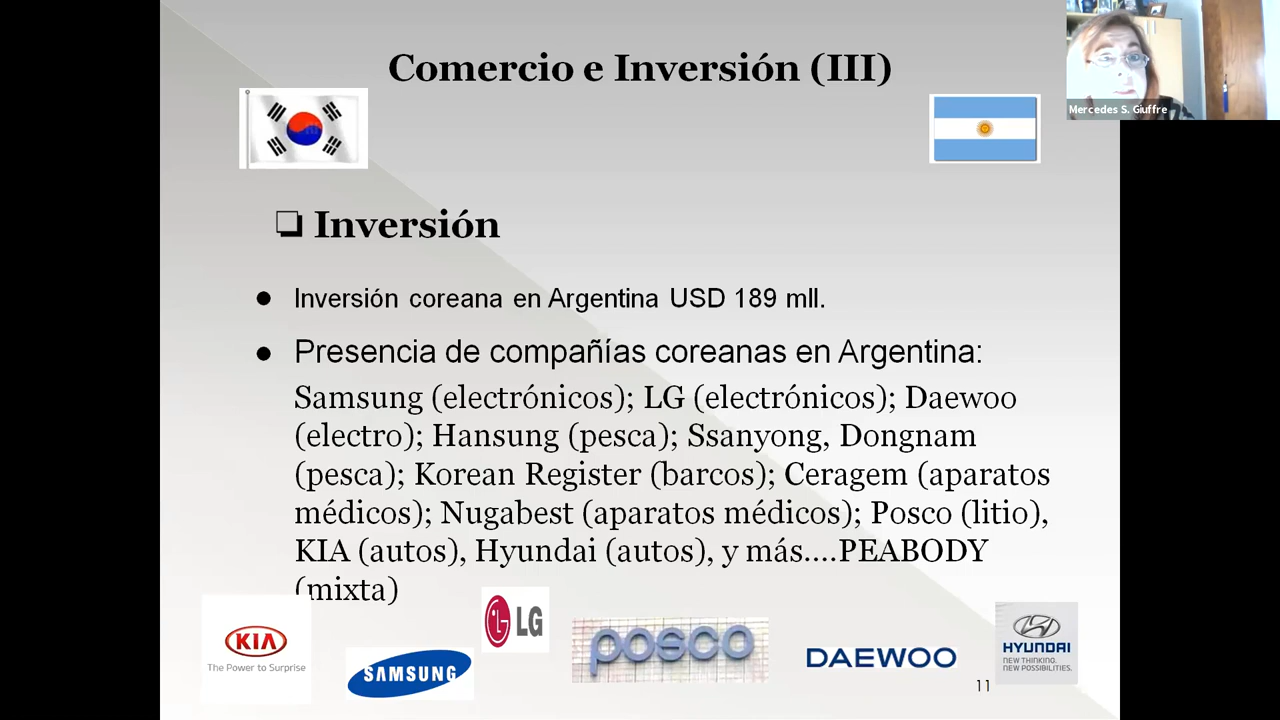 Comercio e Inversión (III)
Mercedes S. Giuffre
❑ Inversión
● Inversión coreana en Argentina USD 189 mll.
● Presencia de compañías coreanas en Argentina:
Samsung (electrónicos); LG (electrónicos); Daewoo
(electro); Hansung (pesca); Ssanyong, Dongnam
(pesca); Korean Register (barcos); Ceragem (aparatos
médicos); Nugabest (aparatos médicos); Posco (litio),
KIA (autos), Hyundai (autos), y más....PEABODY
(mixta)
KIA
The Power to Surprise
SAMSUNG
LG
posco
DAEWOO
HYUNDAI
NEW THINKING.
NEW POSSIBILITIES.
11